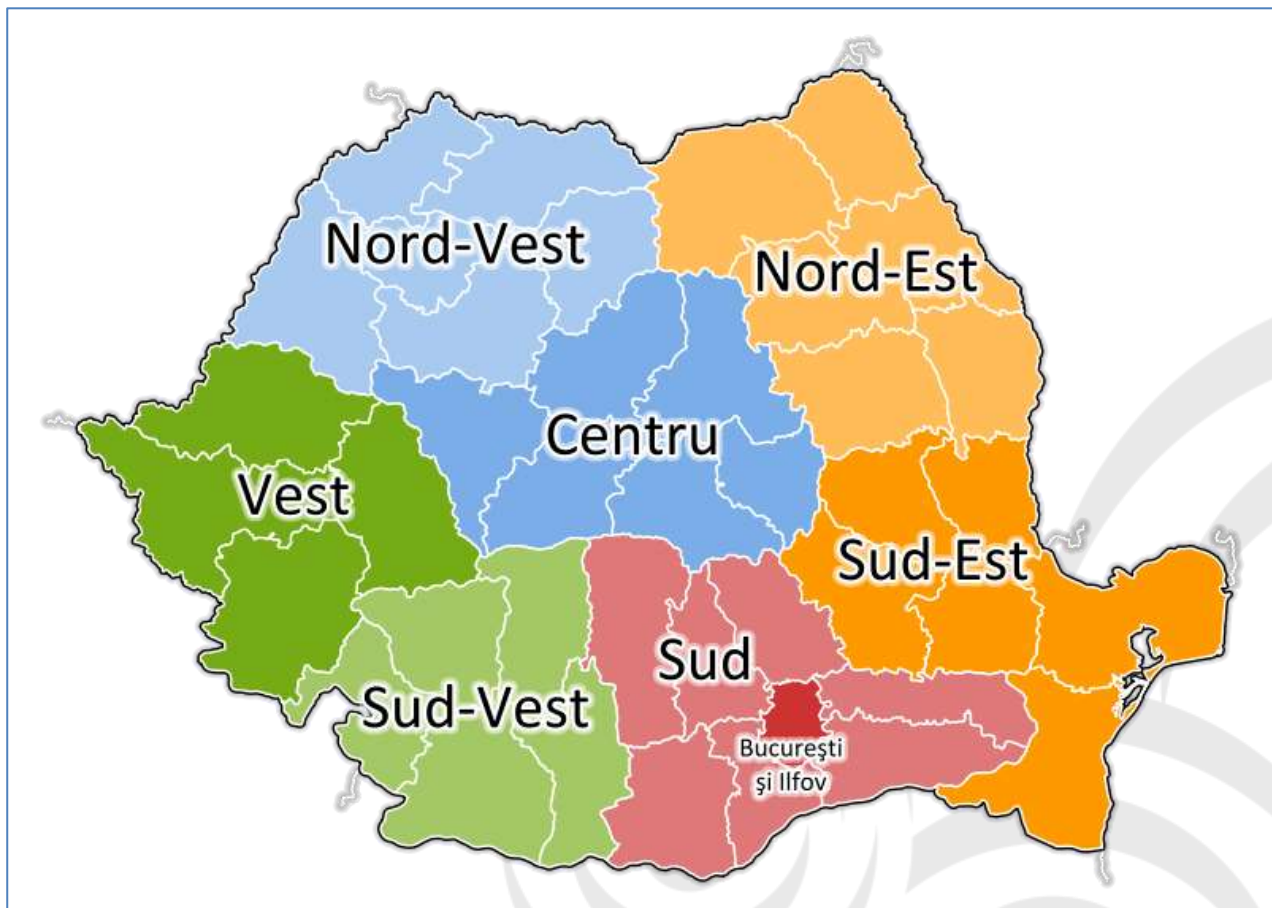 Nord-Vest
Nord-Est
Centru
Vest
Sud-Est
Sud
Sud-Vest
Bucureşti
şi Ilfov